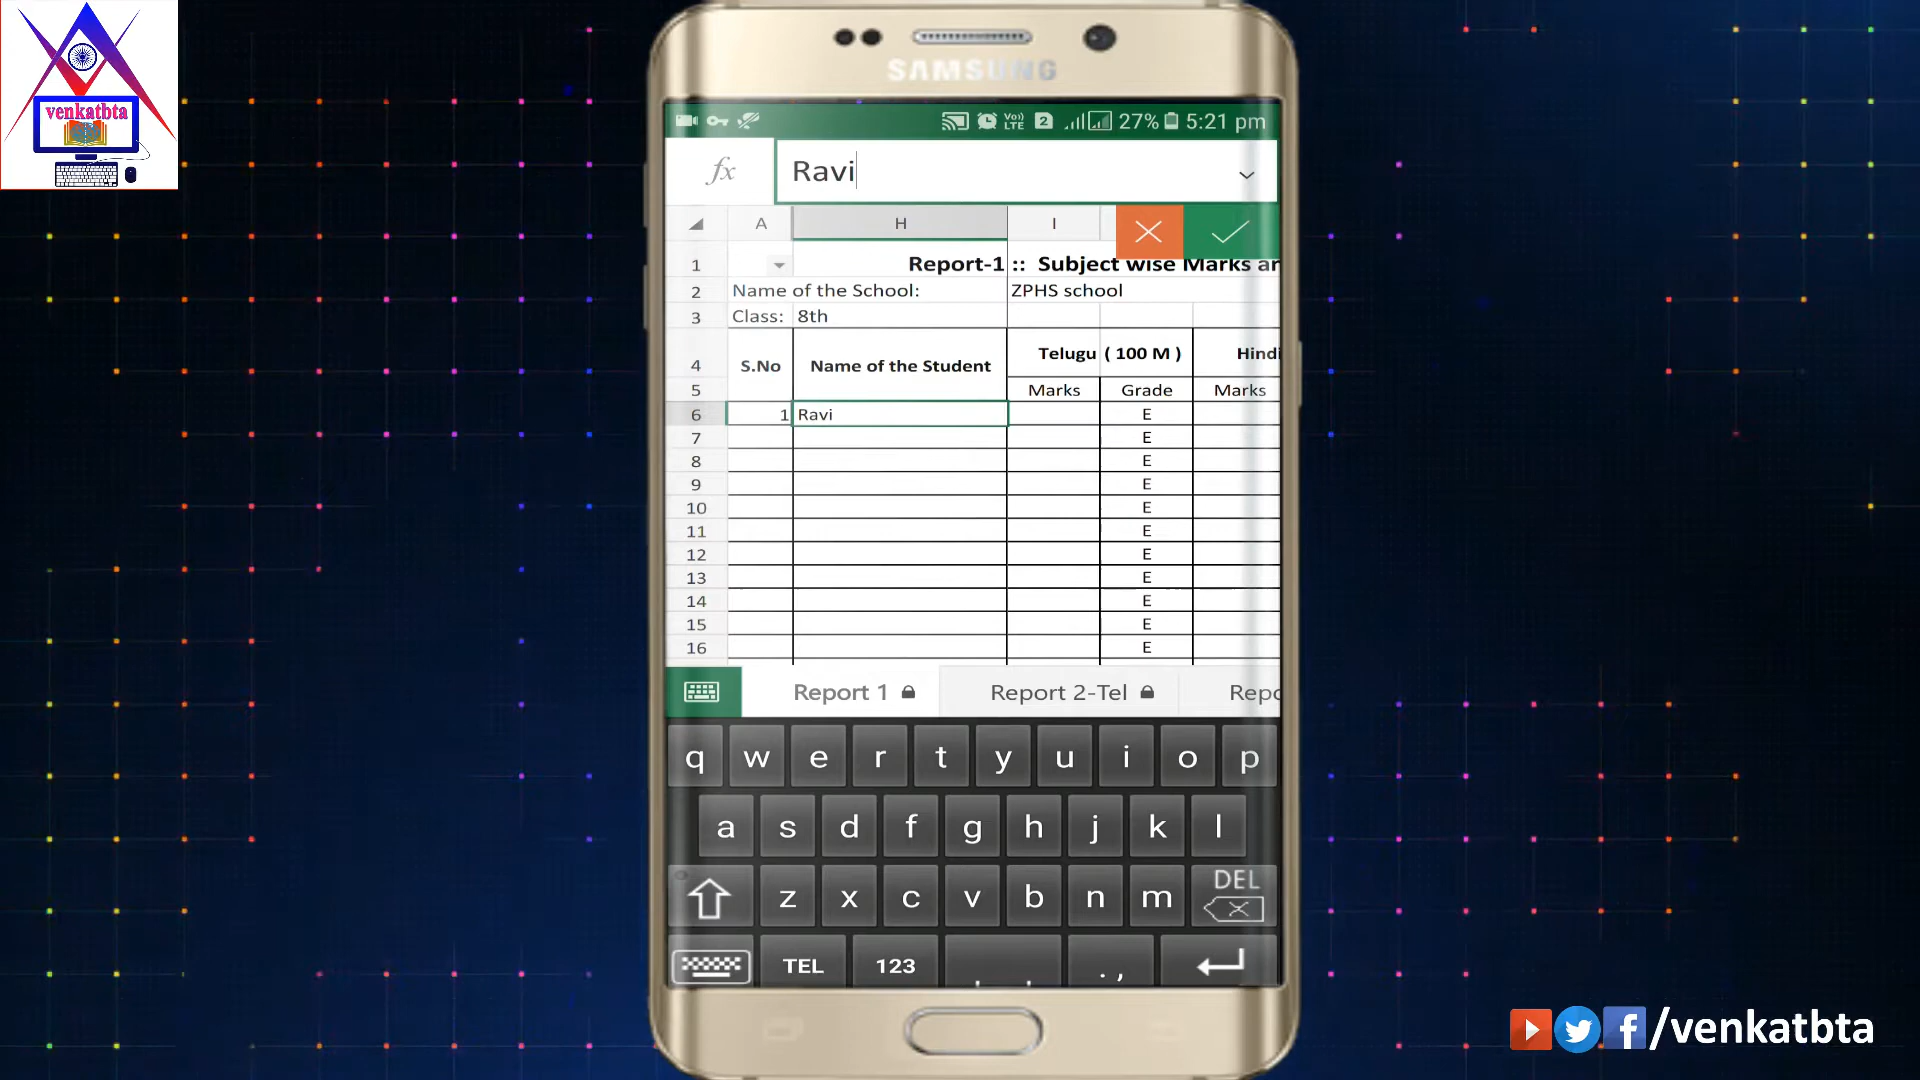 venkatbta
SAMSUNG
Vo))
LTE
2
27%
5:21 pm
fx
Ravi
A
H
I
1
Report-1 :: Subject wise Marks ar
2
Name of the School:
ZPHS school
3
Class:
8th
4
S.No
Name of the Student
Telugu ( 100 M )
Hindi
5
Marks
Grade
Marks
6
1
Ravi
E
7
E
8
E
9
E
10
E
11
E
12
E
13
E
14
E
15
E
16
E
Report 1
Report 2-Tel
Repo
q w e r t y u i o p
a s d f g h j k l
z x c v b n m DEL
TEL 123 . ,
/venkatbta